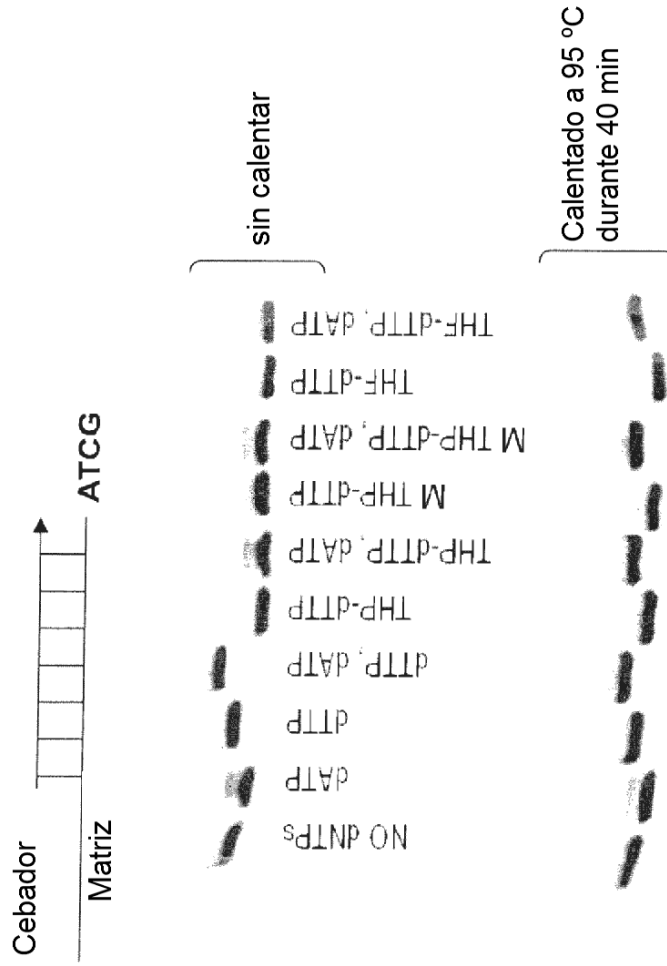 Cebador
Matriz
ATCG
sin calentar
NO dNTPs
dATP
dTTP
dTTP, dATP
THP-dTTP
THP-dTTP, dATP
M THP-dTTP
M THP-dTTP, dATP
THF-dTTP
THF-dTTP, dATP
Calentado a 95 ºC
durante 40 min